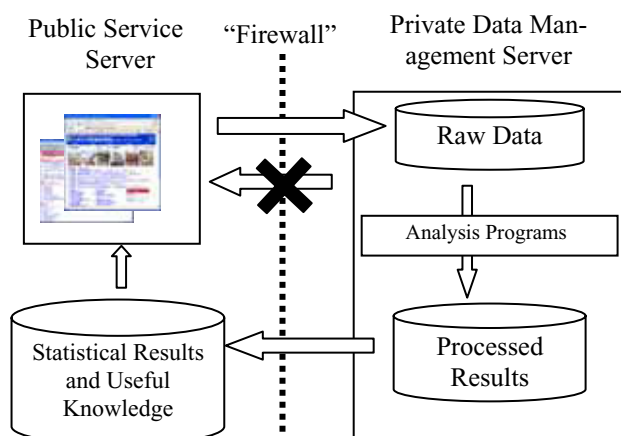 Public Service
Server
“Firewall”
Private Data Man-
agement Server
Raw Data
Analysis Programs
Processed
Results
Statistical Results
and Useful
Knowledge